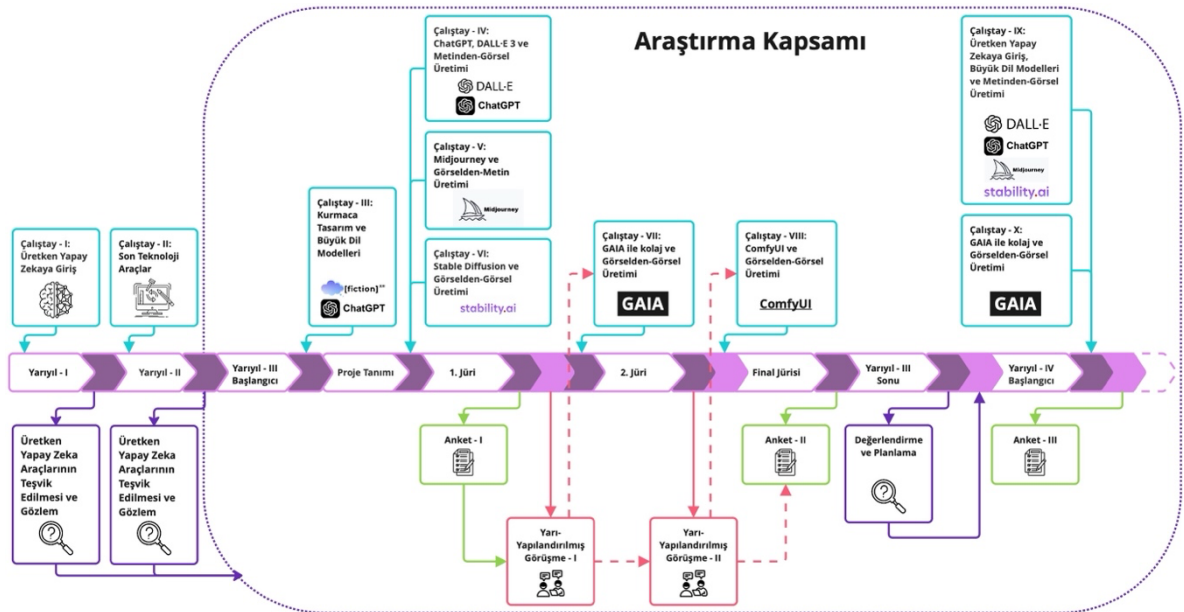 Araştırma Kapsamı
Çalıştay - I:
Üretken Yapay
Zekaya Giriş
Çalıştay - II:
Son Teknoloji
Araçlar
Çalıştay - III:
Kurmaca
Tasarım ve
Büyük Dil
Modelleri
[fiction]
ChatGPT
Çalıştay - IV:
ChatGPT, DALL·E 3 ve
Metinden-Görsel
Üretimi
DALL·E
ChatGPT
Çalıştay - V:
Midjourney ve
Görselden-Metin
Üretimi
Midjourney
Çalıştay - VI:
Stable Diffusion ve
Görselden-Görsel
Üretimi
stability.ai
Çalıştay - VII:
GAIA ile kolaj ve
Görselden-Görsel
Üretimi
GAIA
Çalıştay - VIII:
ComfyUI ve
Görselden-Görsel
Üretimi
ComfyUI
Çalıştay - IX:
Üretken Yapay
Zekaya Giriş,
Büyük Dil Modelleri
ve Metinden-Görsel
Üretimi
DALL·E
ChatGPT
Midjourney
stability.ai
Çalıştay - X:
GAIA ile kolaj ve
Görselden-Görsel
Üretimi
GAIA
Yarıyıl - I
Yarıyıl - II
Yarıyıl - III
Başlangıcı
Proje Tanımı
1. Jüri
2. Jüri
Final Jürisi
Yarıyıl - III
Sonu
Yarıyıl - IV
Başlangıcı
Üretken
Yapay Zeka
Araçlarının
Teşvik
Edilmesi ve
Gözlem
Üretken
Yapay Zeka
Araçlarının
Teşvik
Edilmesi ve
Gözlem
Anket - I
Yarı-
Yapılandırılmış
Görüşme - I
Yarı-
Yapılandırılmış
Görüşme - II
Anket - II
Değerlendirme
ve Planlama
Anket - III